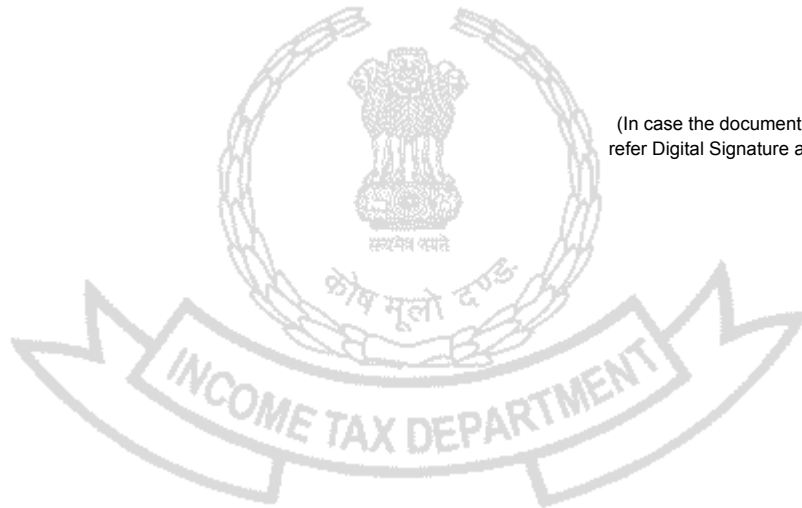 (In case the document
refer Digital Signature a
सत्यमेव जयते
कोष मूलो दण्डः
INCOME TAX DEPARTMENT